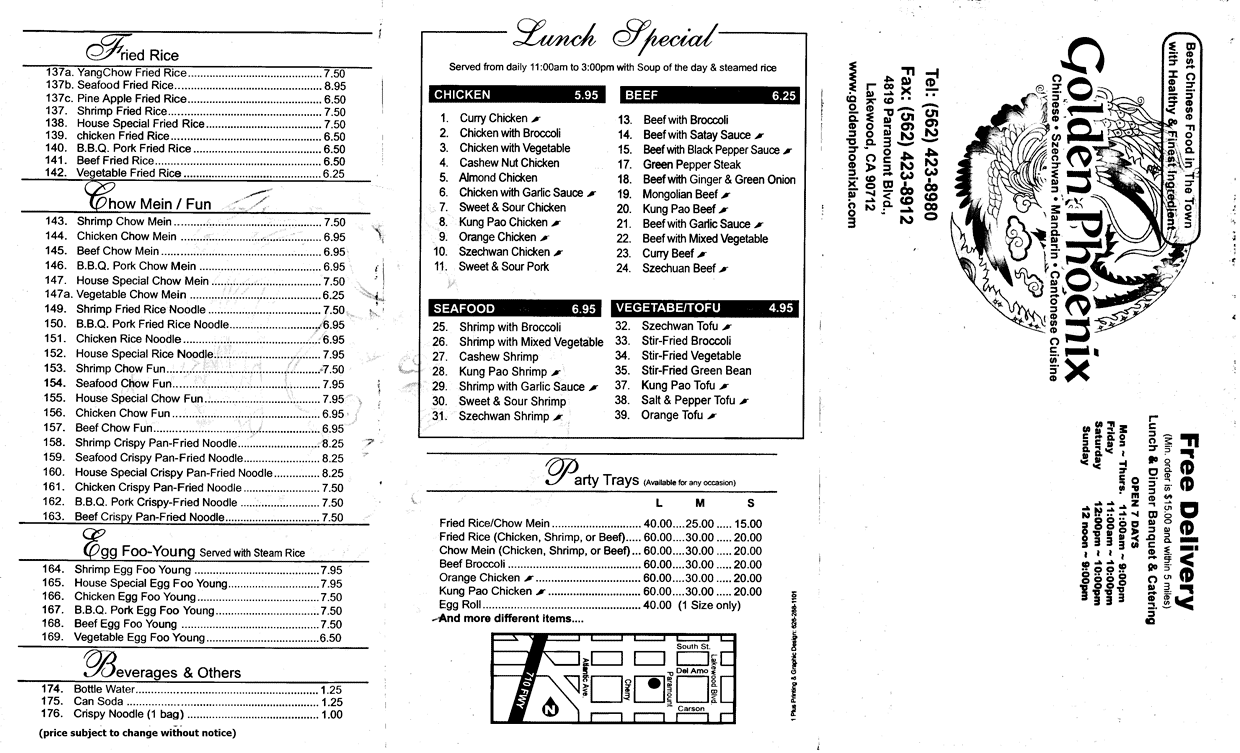 Fried Rice
137a. YangChow Fried Rice 7.50
137b. Seafood Fried Rice 8.95
137c. Pine Apple Fried Rice 6.50
137. Shrimp Fried Rice 7.50
138. House Special Fried Rice 7.50
139. chicken Fried Rice 6.50
140. B.B.Q. Pork Fried Rice 6.50
141. Beef Fried Rice 6.50
142. Vegetable Fried Rice 6.25
Chow Mein / Fun
143. Shrimp Chow Mein 7.50
144. Chicken Chow Mein 6.95
145. Beef Chow Mein 6.95
146. B.B.Q. Pork Chow Mein 6.95
147. House Special Chow Mein 7.50
147a. Vegetable Chow Mein 6.25
149. Shrimp Fried Rice Noodle 7.50
150. B.B.Q. Pork Fried Rice Noodle 6.95
151. Chicken Rice Noodle 6.95
152. House Special Rice Noodle 7.95
153. Shrimp Chow Fun 7.50
154. Seafood Chow Fun 7.95
155. House Special Chow Fun 7.95
156. Chicken Chow Fun 6.95
157. Beef Chow Fun 6.95
158. Shrimp Crispy Pan-Fried Noodle 8.25
159. Seafood Crispy Pan-Fried Noodle 8.25
160. House Special Crispy Pan-Fried Noodle 8.25
161. Chicken Crispy Pan-Fried Noodle 7.50
162. B.B.Q. Pork Crispy-Fried Noodle 7.50
163. Beef Crispy Pan-Fried Noodle 7.50
Egg Foo-Young Served with Steam Rice
164. Shrimp Egg Foo Young 7.95
165. House Special Egg Foo Young 7.95
166. Chicken Egg Foo Young 7.50
167. B.B.Q. Pork Egg Foo Young 7.50
168. Beef Egg Foo Young 7.50
169. Vegetable Egg Foo Young 6.50
Beverages & Others
174. Bottle Water 1.25
175. Can Soda 1.25
176. Crispy Noodle (1 bag) 1.00
(price subject to change without notice)
Lunch Special
Served from daily 11:00am to 3:00pm with Soup of the day & steamed rice
CHICKEN 5.95
1. Curry Chicken
2. Chicken with Broccoli
3. Chicken with Vegetable
4. Cashew Nut Chicken
5. Almond Chicken
6. Chicken with Garlic Sauce
7. Sweet & Sour Chicken
8. Kung Pao Chicken
9. Orange Chicken
10. Szechwan Chicken
11. Sweet & Sour Pork
BEEF 6.25
13. Beef with Broccoli
14. Beef with Satay Sauce
15. Beef with Black Pepper Sauce
17. Green Pepper Steak
18. Beef with Ginger & Green Onion
19. Mongolian Beef
20. Kung Pao Beef
21. Beef with Garlic Sauce
22. Beef with Mixed Vegetable
23. Curry Beef
24. Szechuan Beef
SEAFOOD 6.95
25. Shrimp with Broccoli
26. Shrimp with Mixed Vegetable
27. Cashew Shrimp
28. Kung Pao Shrimp
29. Shrimp with Garlic Sauce
30. Sweet & Sour Shrimp
31. Szechwan Shrimp
VEGETABE/TOFU 4.95
32. Szechwan Tofu
33. Stir-Fried Broccoli
34. Stir-Fried Vegetable
35. Stir-Fried Green Bean
37. Kung Pao Tofu
38. Salt & Pepper Tofu
39. Orange Tofu
Party Trays (Available for any occasion)
L M S
Fried Rice/Chow Mein 40.00....25.00 ..... 15.00
Fried Rice (Chicken, Shrimp, or Beef)..... 60.00....30.00 ..... 20.00
Chow Mein (Chicken, Shrimp, or Beef)... 60.00....30.00 ..... 20.00
Beef Broccoli 60.00....30.00 ..... 20.00
Orange Chicken 60.00....30.00 ..... 20.00
Kung Pao Chicken 60.00....30.00 ..... 20.00
Egg Roll 40.00 (1 Size only)
And more different items....
South St.
Del Amo
Carson
710 FWY
Atlantic Ave.
Cherry
Paramount
Lakewood Blvd.
N
1 Plus Printing & Graphic Design: 626-288-1101
Best Chinese Food in The Town
with Healthy & Finest Ingredient
Golden Phoenix
Chinese • Szechwan • Mandarin • Cantonese Cuisine
Tel: (562) 423-8980
Fax: (562) 423-8912
4819 Paramount Blvd.,
Lakewood, CA 90712
www.goldenphoenixla.com
Free Delivery
(Min. order is $15.00 and within 5 miles)
Lunch & Dinner Banquet & Catering
OPEN 7 DAYS
Mon ~ Thurs. 11:00am ~ 9:00pm
Friday 11:00am ~ 10:00pm
Saturday 12:00pm ~ 10:00pm
Sunday 12 noon ~ 9:00pm